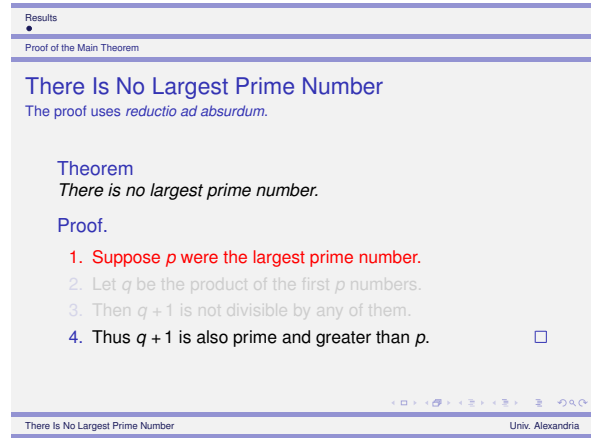 Results
Proof of the Main Theorem
There Is No Largest Prime Number
The proof uses reductio ad absurdum.
Theorem
There is no largest prime number.
Proof.
1. Suppose p were the largest prime number.
2. Let q be the product of the first p numbers.
3. Then q + 1 is not divisible by any of them.
4. Thus q + 1 is also prime and greater than p.
There Is No Largest Prime Number Univ. Alexandria